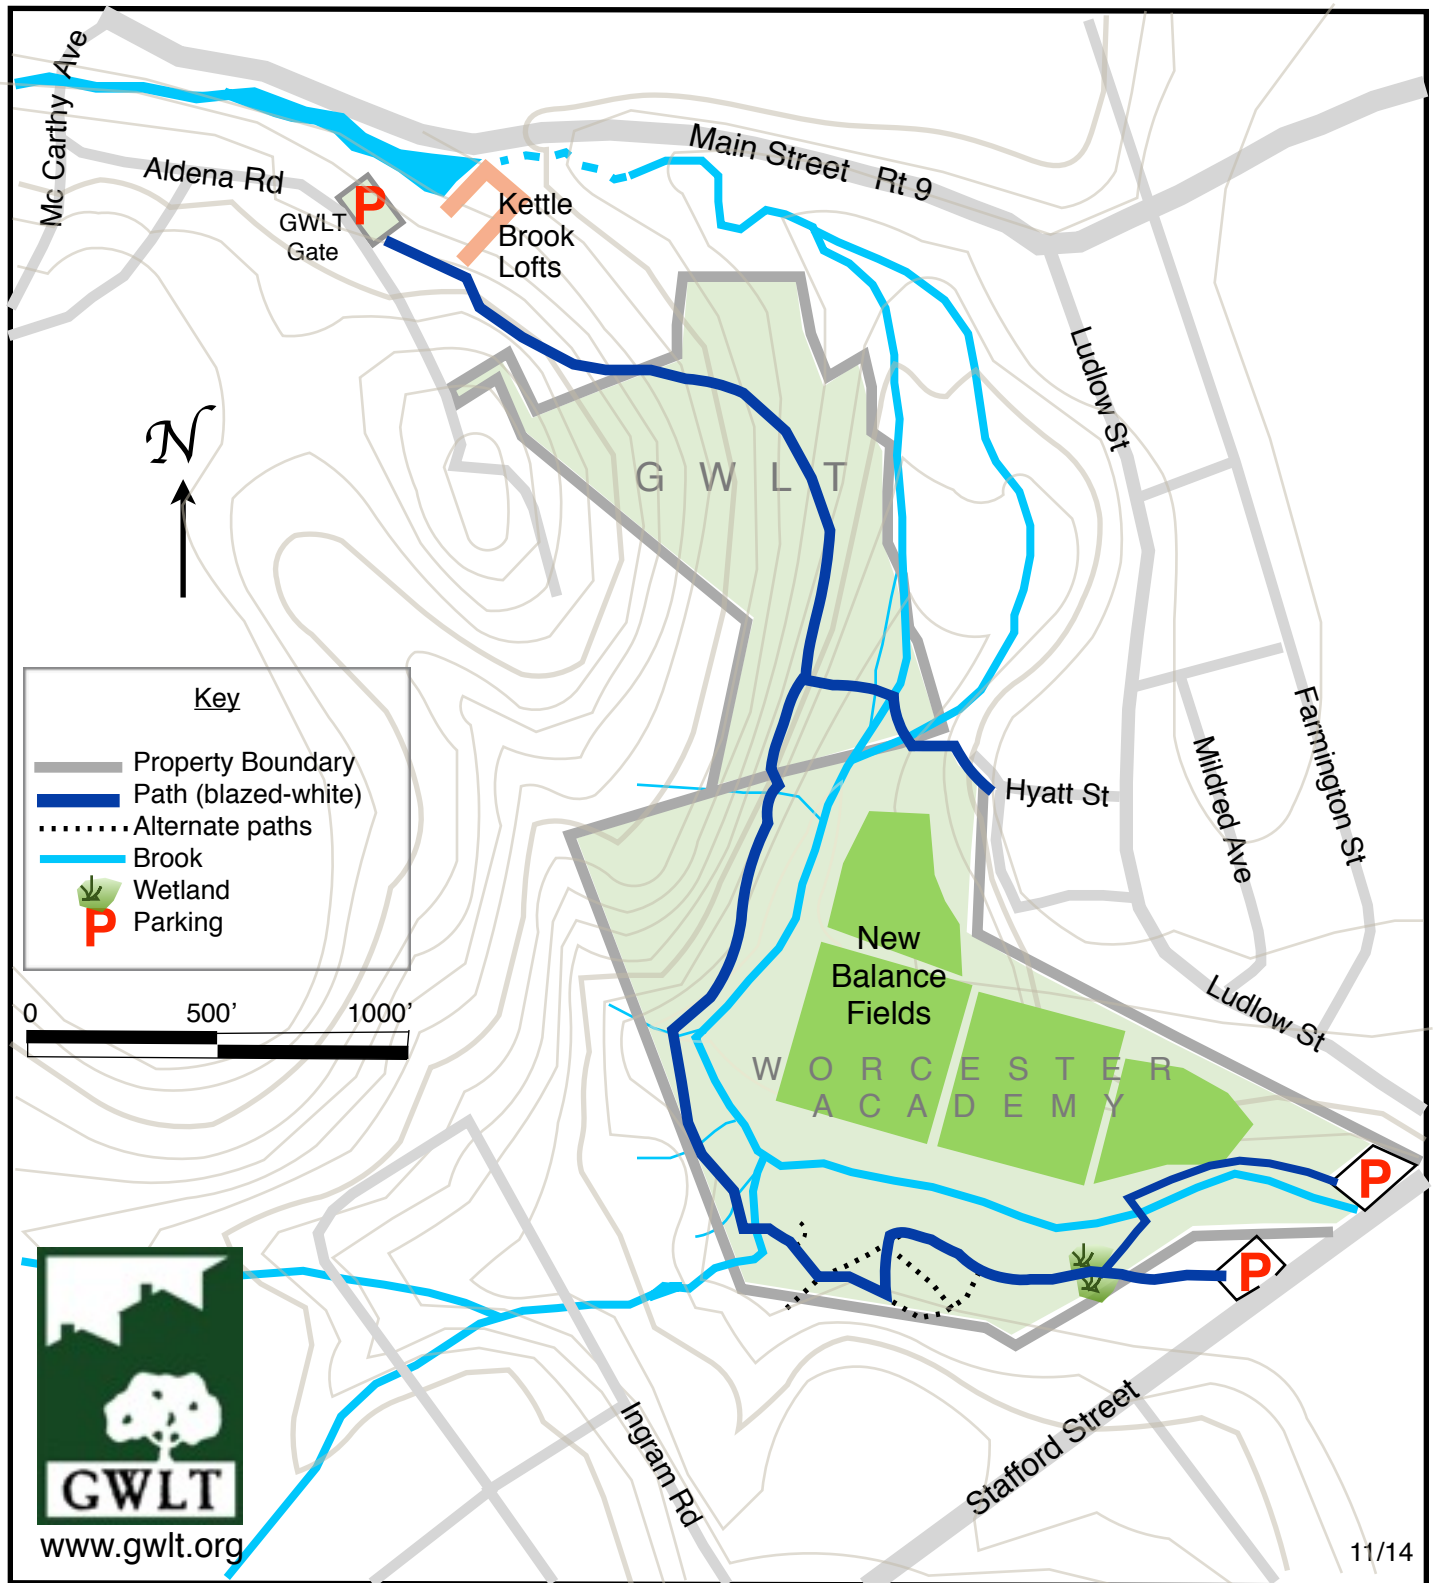 Mc Carthy Ave
Aldena Rd
P
GWLT
Gate
Kettle
Brook
Lofts
Main Street Rt 9
Ludlow St
N
G W L T
Key
Property Boundary
Path (blazed-white)
Alternate paths
Brook
Wetland
P Parking
Hyatt St
Mildred Ave
Farmington St
New
Balance
Fields
0 500’ 1000’
Ludlow St
W O R C E S T E R
A C A D E M Y
P
P
Ingram Rd
Stafford Street
GWLT
www.gwlt.org
11/14